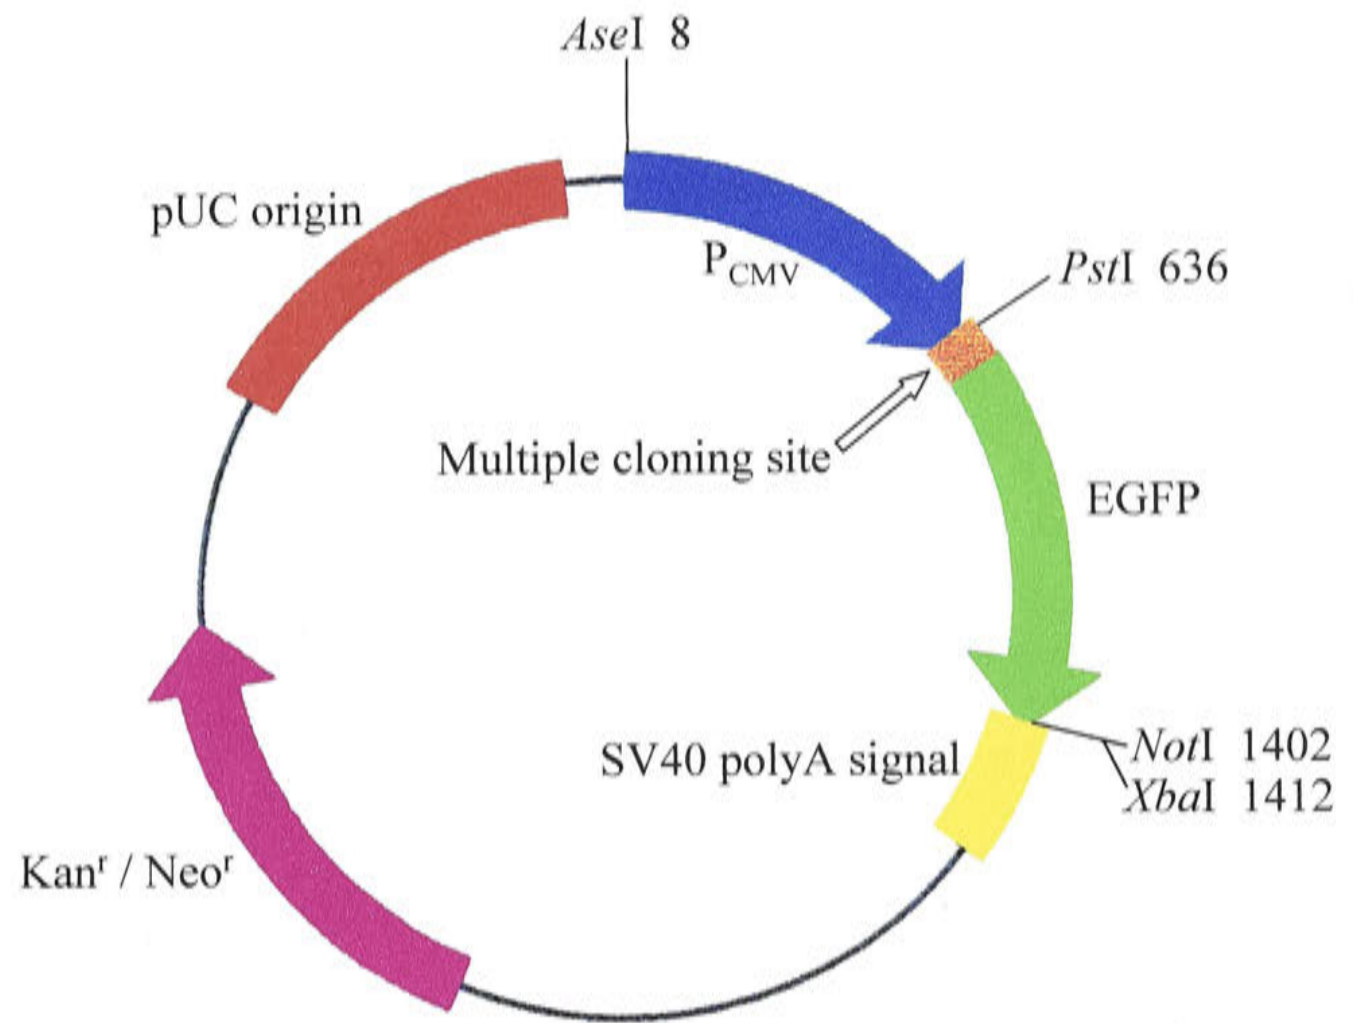 AseI 8
pUC origin
PCMV
PstI 636
Multiple cloning site
EGFP
SV40 polyA signal
NotI 1402
XbaI 1412
Kanʳ / Neoʳ